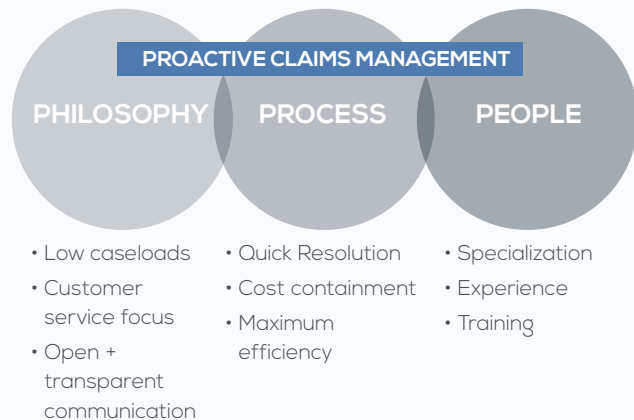 PROACTIVE CLAIMS MANAGEMENT
PHILOSOPHY
PROCESS
PEOPLE
• Low caseloads
• Customer
service focus
• Open +
transparent
communication
• Quick Resolution
• Cost containment
• Maximum
efficiency
• Specialization
• Experience
• Training